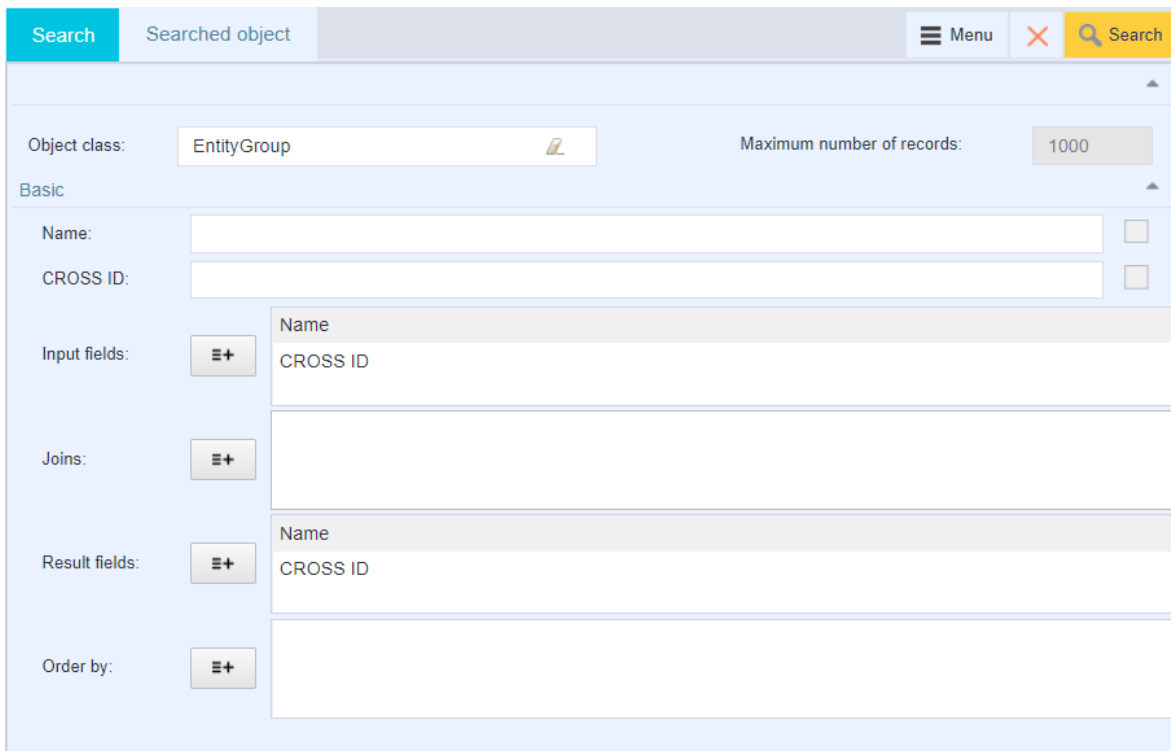 Search Searched object Menu Search
Object class: EntityGroup Maximum number of records: 1000
Basic
Name:
CROSS ID:
Name
Input fields:
CROSS ID
Joins:
Name
Result fields:
CROSS ID
Order by: